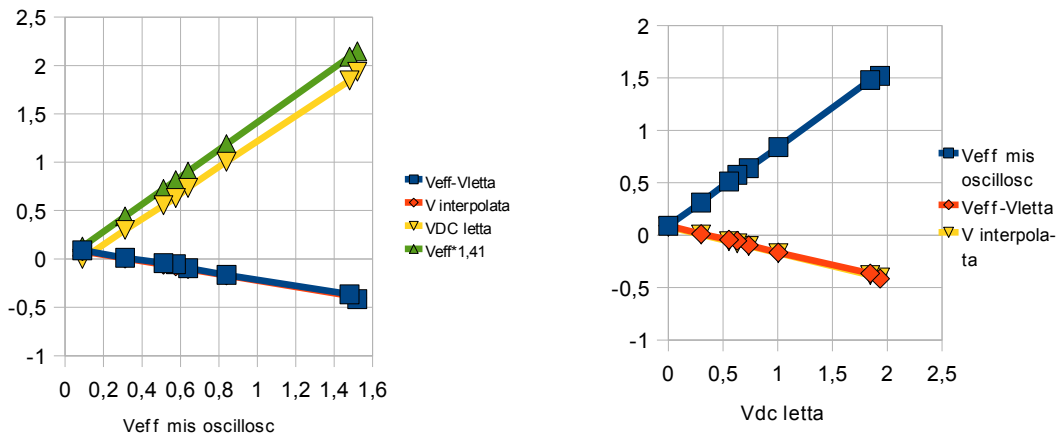 2,5
2
1,5
1
0,5
0
-0,5
-1
0
0,2
0,4
0,6
0,8
1
1,2
1,4
1,6
Veff mis oscillosc
Veff-Vletta
V interpolata
VDC letta
Veff*1,41
2
1,5
1
0,5
0
-0,5
-1
0
0,5
1
1,5
2
2,5
Vdc letta
Veff mis
oscillosc
Veff-Vletta
V interpola-
ta